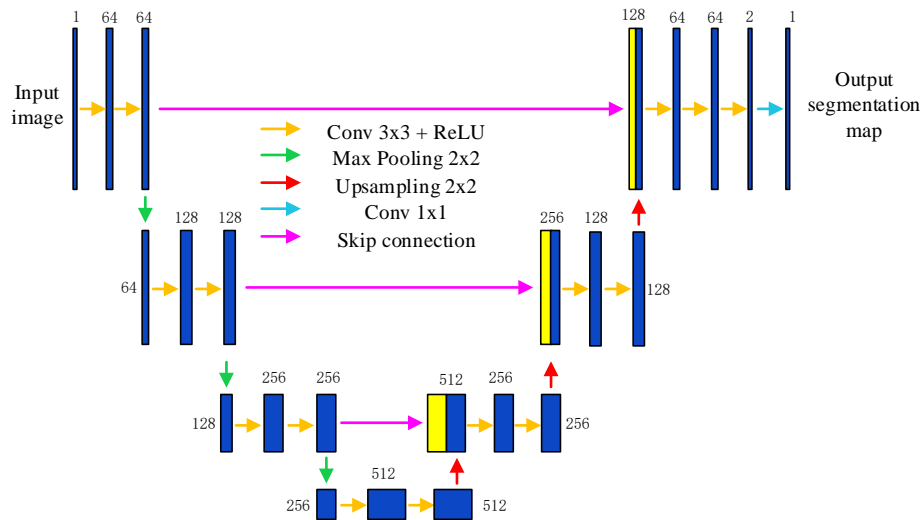 1 64 64
128 64 64 2 1
Input
image
Output
segmentation
map
Conv 3x3 + ReLU
Max Pooling 2x2
Upsampling 2x2
Conv 1x1
Skip connection
128 128
64
256 128
128
256 256
128
512 256
256
512
256
512